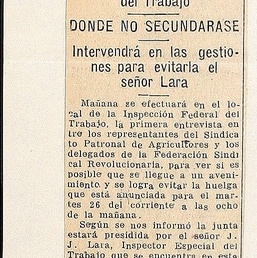 del Trabajo
DONDE NO SECUNDARASE
Intervendrá en las gestio-
nes para evitarla el
señor Lara
Mañana se efectuará en el lo-
cal de la Inspección Federal del
Trabajo, la primera entrevista en
tre los representantes del Sindica
to Patronal de Agricultores y los
delegados de la Federación Sindi
cal Revolucionaria, para ver si es
posible que se llegue a un aveni-
miento y se logra evitar la huelga
que está anunciada para el mar-
tes 26 del corriente a las ocho
de la mañana.
Según se nos informó la junta
estará presidida por el señor J.
J. Lara, Inspector Especial del
Trabajo que se encuentra en esta